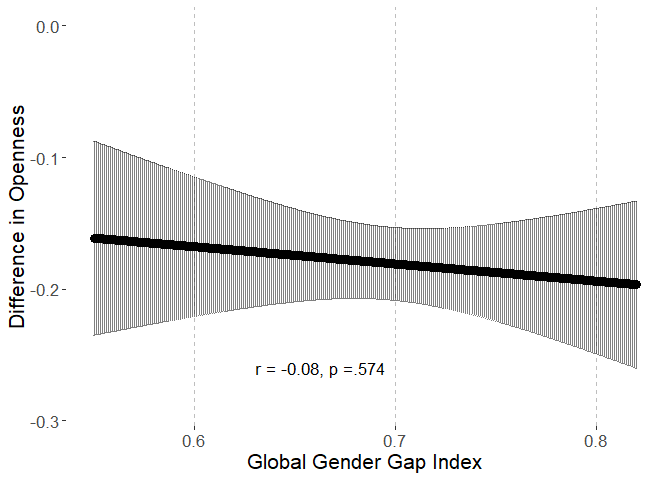 0.0
-0.1
-0.2
-0.3
Difference in Openness
r = -0.08, p =.574
0.6 0.7 0.8
Global Gender Gap Index